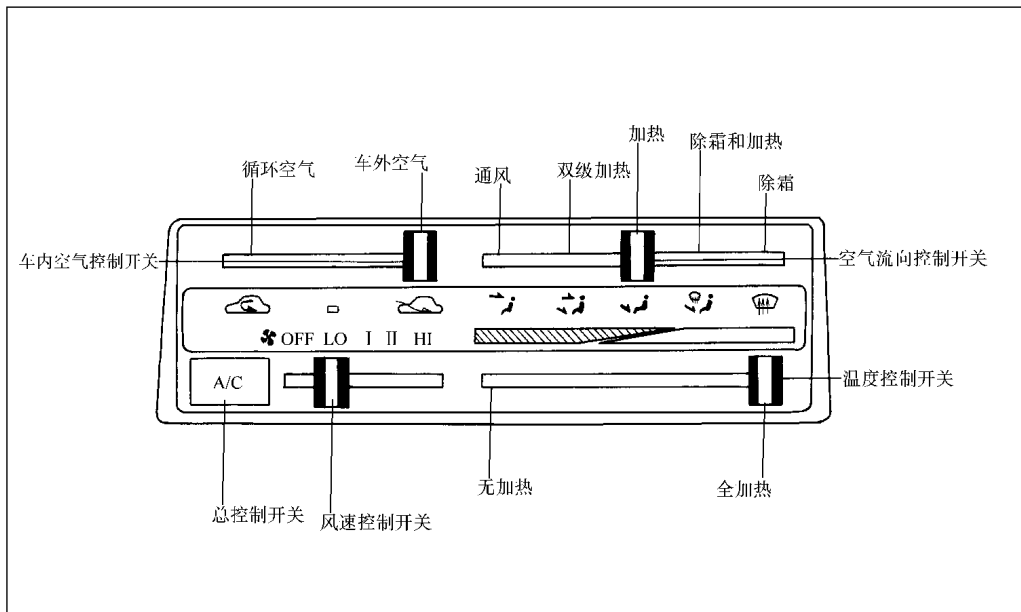 加热
循环空气 车外空气 通风 双级加热 除霜和加热
除霜
车内空气控制开关 空气流向控制开关
OFF LO I II HI
A/C
温度控制开关
无加热 全加热
总控制开关 风速控制开关